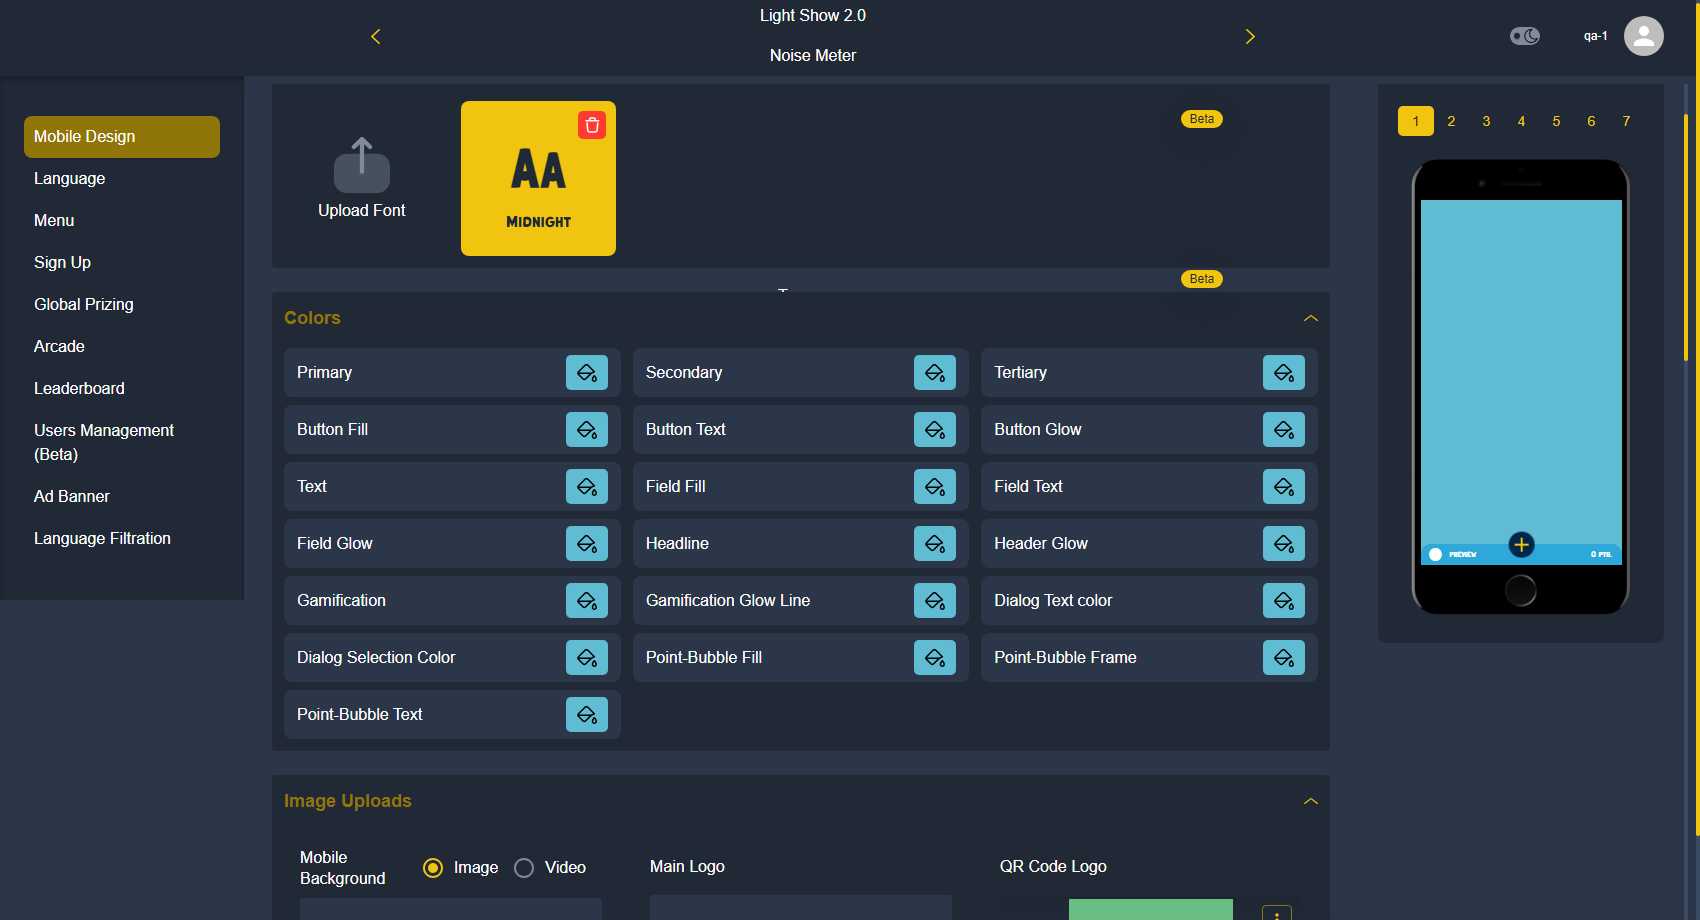 Light Show 2.0
Noise Meter
qa-1
Mobile Design
Language
Menu
Sign Up
Global Prizing
Arcade
Leaderboard
Users Management
(Beta)
Ad Banner
Language Filtration
Upload Font
AA
MIDNIGHT
Beta
Beta
Colors
Primary
Secondary
Tertiary
Button Fill
Button Text
Button Glow
Text
Field Fill
Field Text
Field Glow
Headline
Header Glow
Gamification
Gamification Glow Line
Dialog Text color
Dialog Selection Color
Point-Bubble Fill
Point-Bubble Frame
Point-Bubble Text
Image Uploads
Mobile
Background
Image
Video
Main Logo
QR Code Logo
1 2 3 4 5 6 7
PREVIEW
0 PTS.